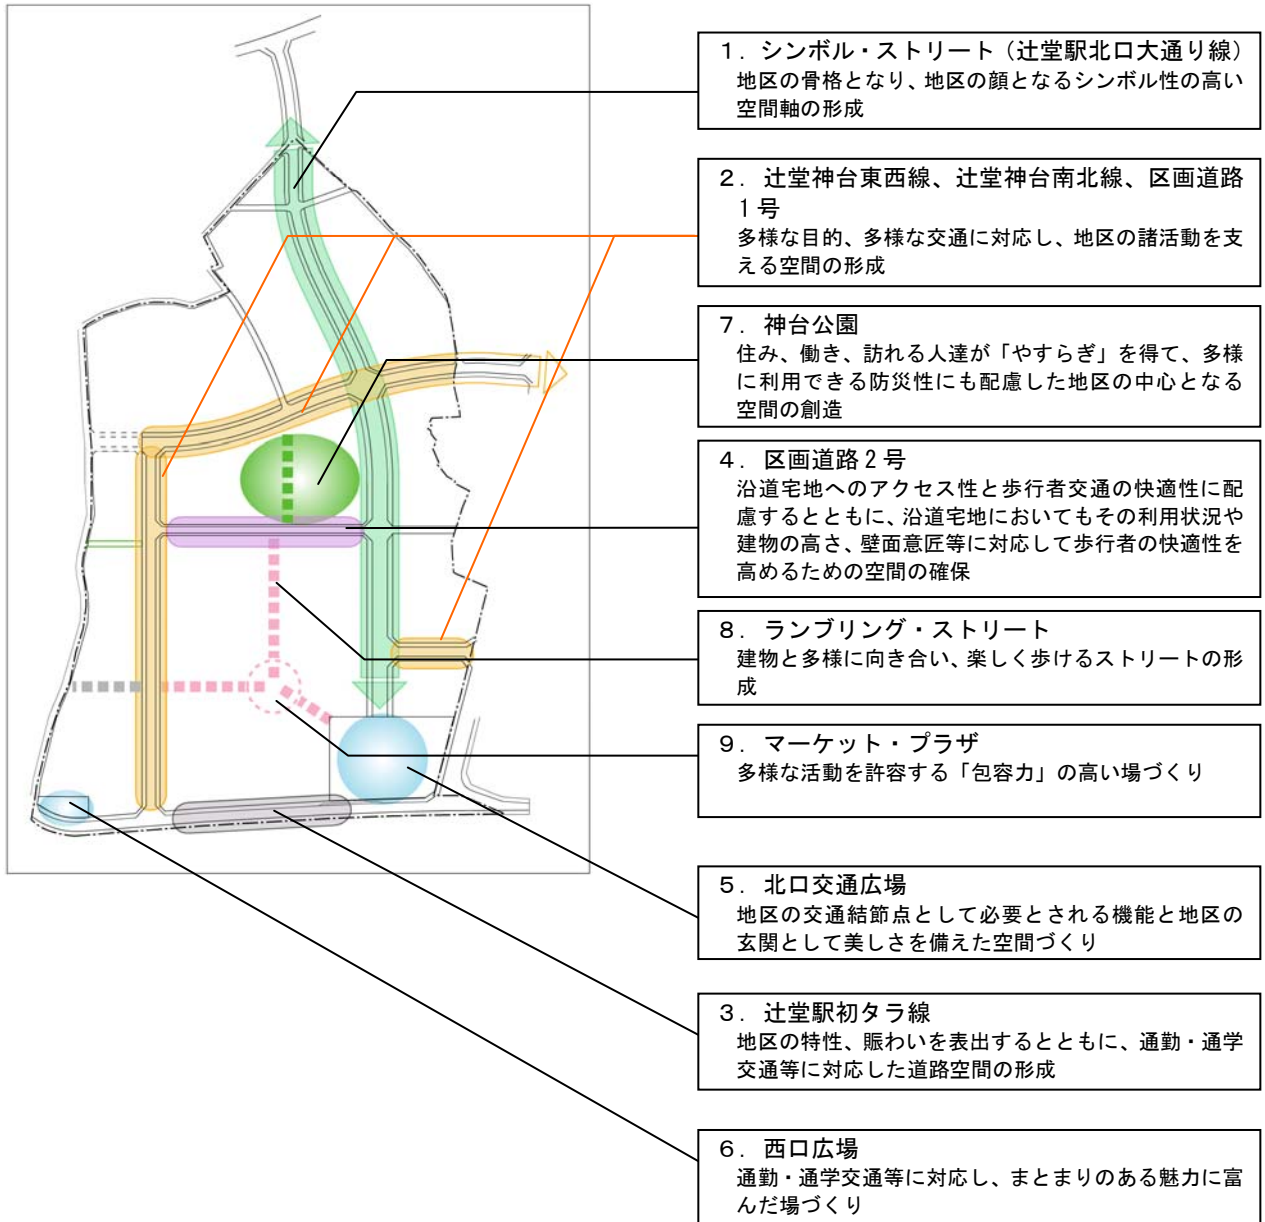 1．シンボル・ストリート（辻堂駅北口大通り線）
地区の骨格となり、地区の顔となるシンボル性の高い
空間軸の形成
2．辻堂神台東西線、辻堂神台南北線、区画道路
1号
多様な目的、多様な交通に対応し、地区の諸活動を支
える空間の形成
7．神台公園
住み、働き、訪れる人達が「やすらぎ」を得て、多様
に利用できる防災性にも配慮した地区の中心となる
空間の創造
4．区画道路2号
沿道宅地へのアクセス性と歩行者交通の快適性に配
慮するとともに、沿道宅地においてもその利用状況や
建物の高さ、壁面意匠等に対応して歩行者の快適性を
高めるための空間の確保
8．ランブリング・ストリート
建物と多様に向き合い、楽しく歩けるストリートの形
成
9．マーケット・プラザ
多様な活動を許容する「包容力」の高い場づくり
5．北口交通広場
地区の交通結節点として必要とされる機能と地区の
玄関として美しさを備えた空間づくり
3．辻堂駅初タラ線
地区の特性、賑わいを表出するとともに、通勤・通学
交通等に対応した道路空間の形成
6．西口広場
通勤・通学交通等に対応し、まとまりのある魅力に富
んだ場づくり